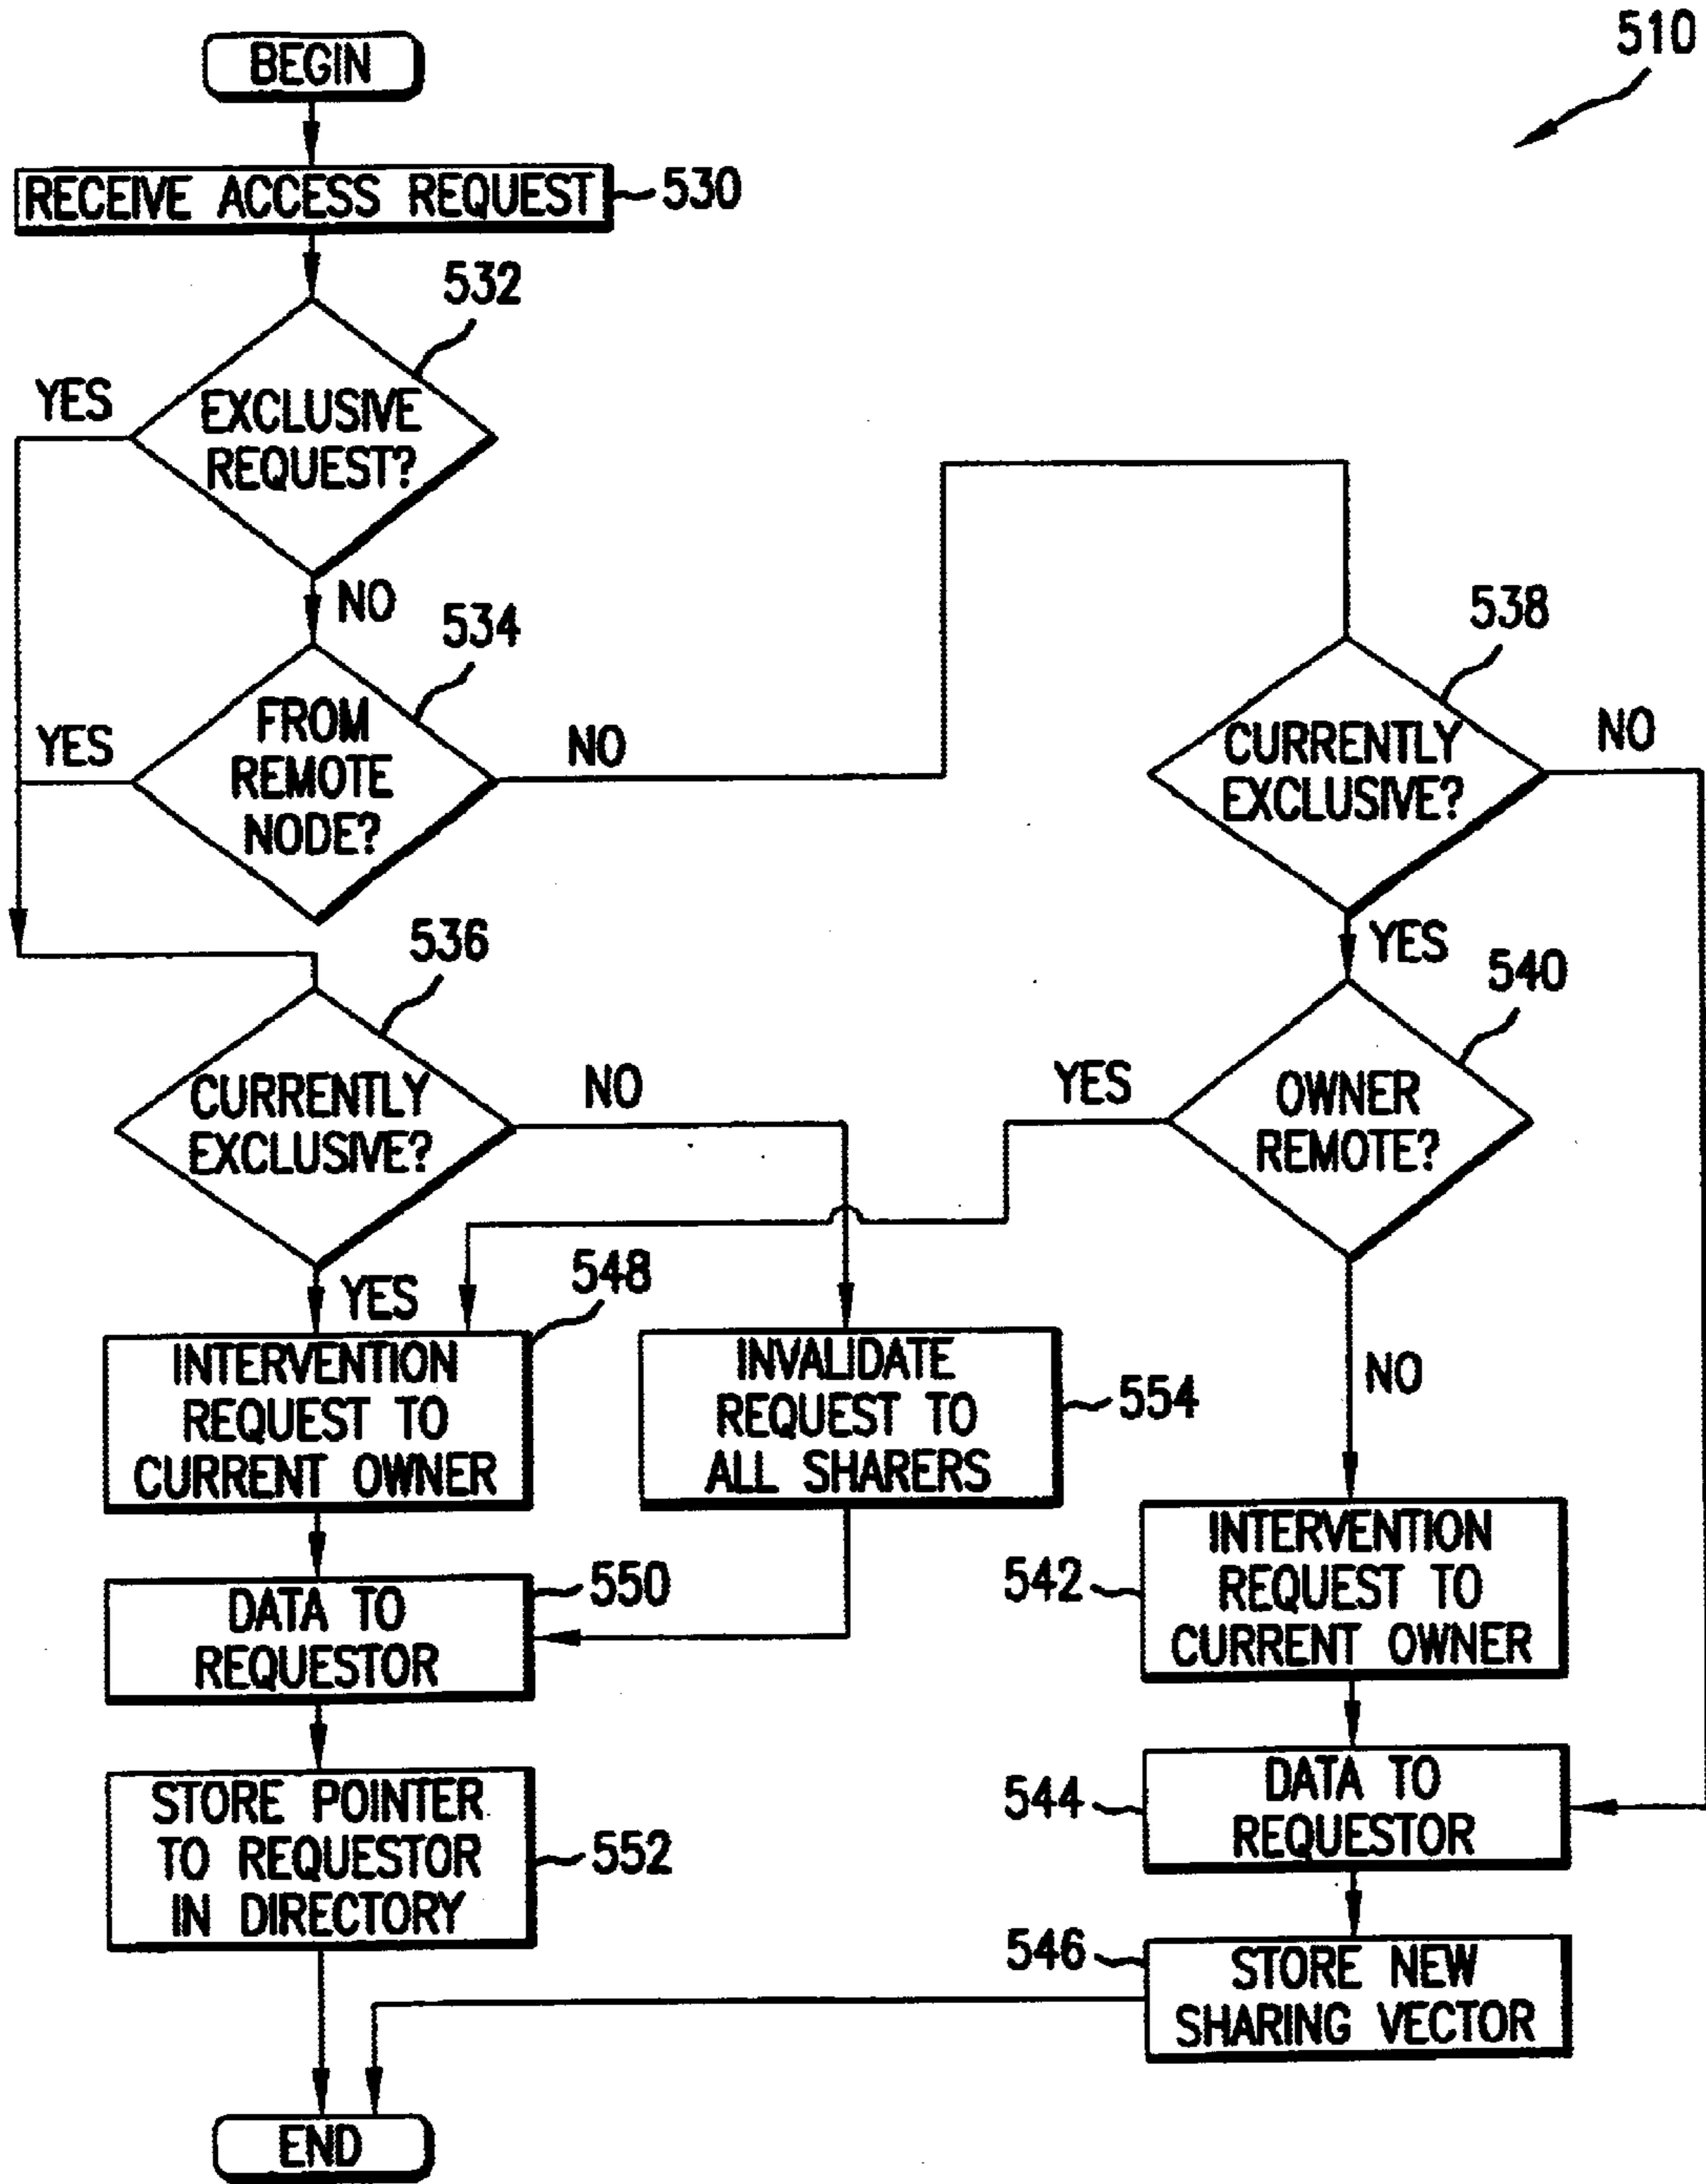 510
BEGIN
RECEIVE ACCESS REQUEST
530
532
YES
EXCLUSIVE
REQUEST?
NO
534
YES
FROM
REMOTE
NODE?
NO
538
CURRENTLY
EXCLUSIVE?
NO
YES
536
CURRENTLY
EXCLUSIVE?
NO
YES
540
YES
OWNER
REMOTE?
NO
548
INTERVENTION
REQUEST TO
CURRENT OWNER
INVALIDATE
REQUEST TO
ALL SHARERS
554
550
DATA TO
REQUESTOR
542
INTERVENTION
REQUEST TO
CURRENT OWNER
STORE POINTER
TO REQUESTOR
IN DIRECTORY
552
544
DATA TO
REQUESTOR
546
STORE NEW
SHARING VECTOR
END